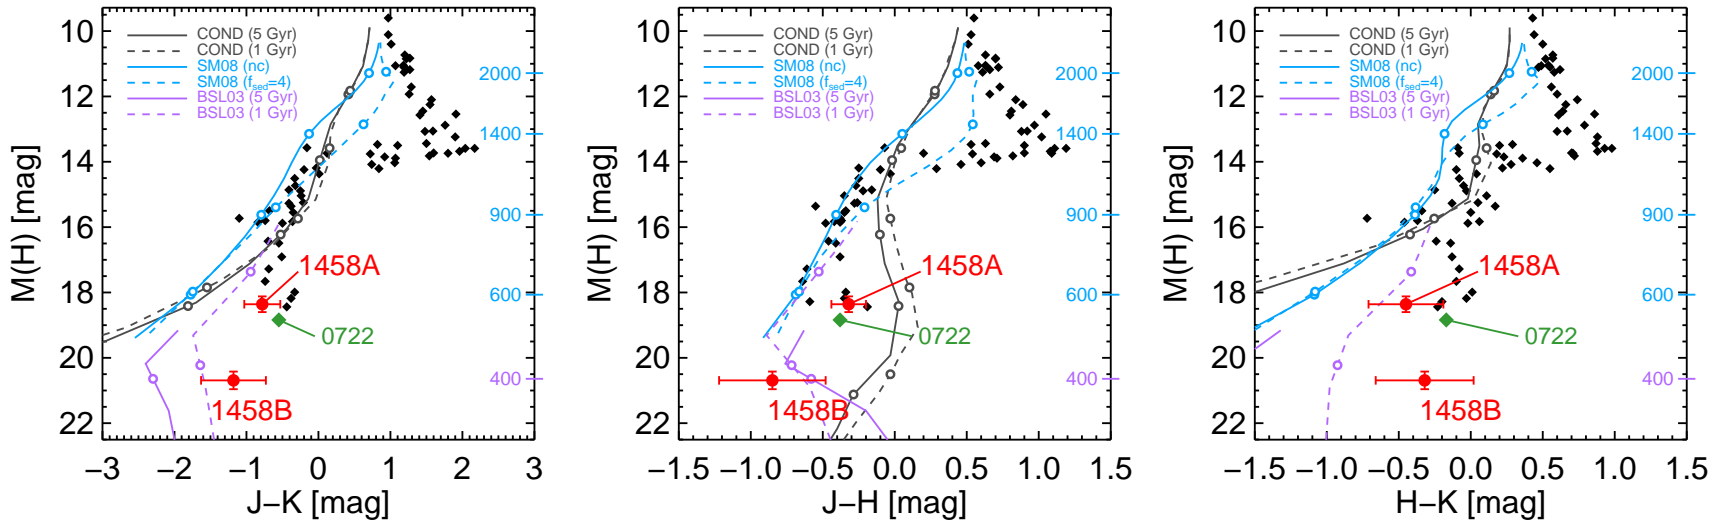 10
12
14
16
18
20
22
M(H) [mag]
COND (5 Gyr)
COND (1 Gyr)
SM08 (nc)
SM08 (fsed=4)
BSL03 (5 Gyr)
BSL03 (1 Gyr)
2000
1400
900
600
400
1458A
0722
1458B
−3 −2 −1 0 1 2 3
J−K [mag]
10
12
14
16
18
20
22
M(H) [mag]
COND (5 Gyr)
COND (1 Gyr)
SM08 (nc)
SM08 (fsed=4)
BSL03 (5 Gyr)
BSL03 (1 Gyr)
2000
1400
900
600
400
1458A
0722
1458B
−1.5 −1.0 −0.5 0.0 0.5 1.0 1.5
J−H [mag]
10
12
14
16
18
20
22
M(H) [mag]
COND (5 Gyr)
COND (1 Gyr)
SM08 (nc)
SM08 (fsed=4)
BSL03 (5 Gyr)
BSL03 (1 Gyr)
2000
1400
900
600
400
1458A
0722
1458B
−1.5 −1.0 −0.5 0.0 0.5 1.0 1.5
H−K [mag]